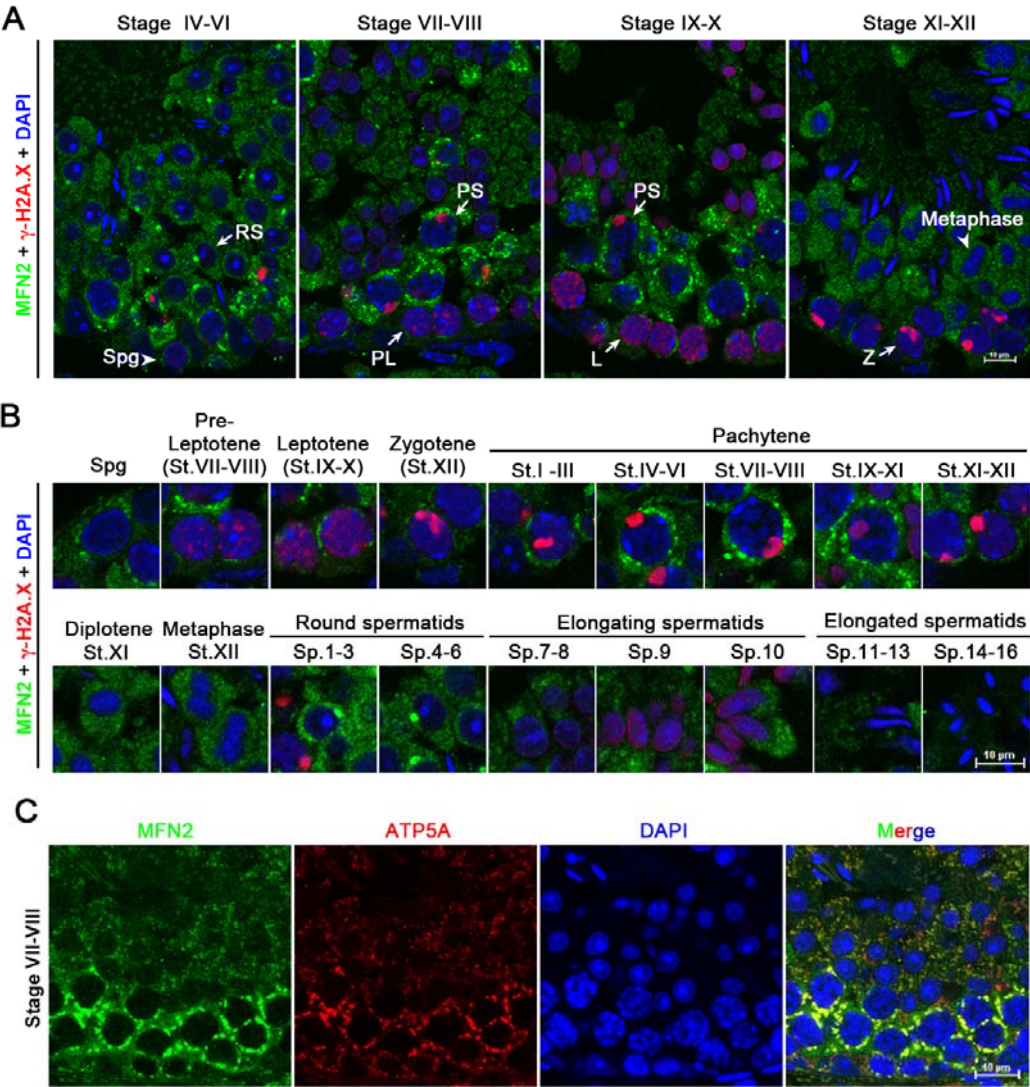 A
Stage IV-VI
Stage VII-VIII
Stage IX-X
Stage XI-XII
MFN2 + γ-H2A.X + DAPI
RS
Spg
PS
PL
PS
L
Metaphase
Z
10 μm
B
MFN2 + γ-H2A.X + DAPI
Spg
Pre-
Leptotene
(St.VII-VIII)
Leptotene
(St.IX-X)
Zygotene
(St.XII)
Pachytene
St.I -III
St.IV-VI
St.VII-VIII
St.IX-XI
St.XI-XII
Diplotene
St.XI
Metaphase
St.XII
Round spermatids
Sp.1-3
Sp.4-6
Elongating spermatids
Sp.7-8
Sp.9
Sp.10
Elongated spermatids
Sp.11-13
Sp.14-16
10 μm
C
MFN2
ATP5A
DAPI
Merge
Stage VII-VIII
10 μm